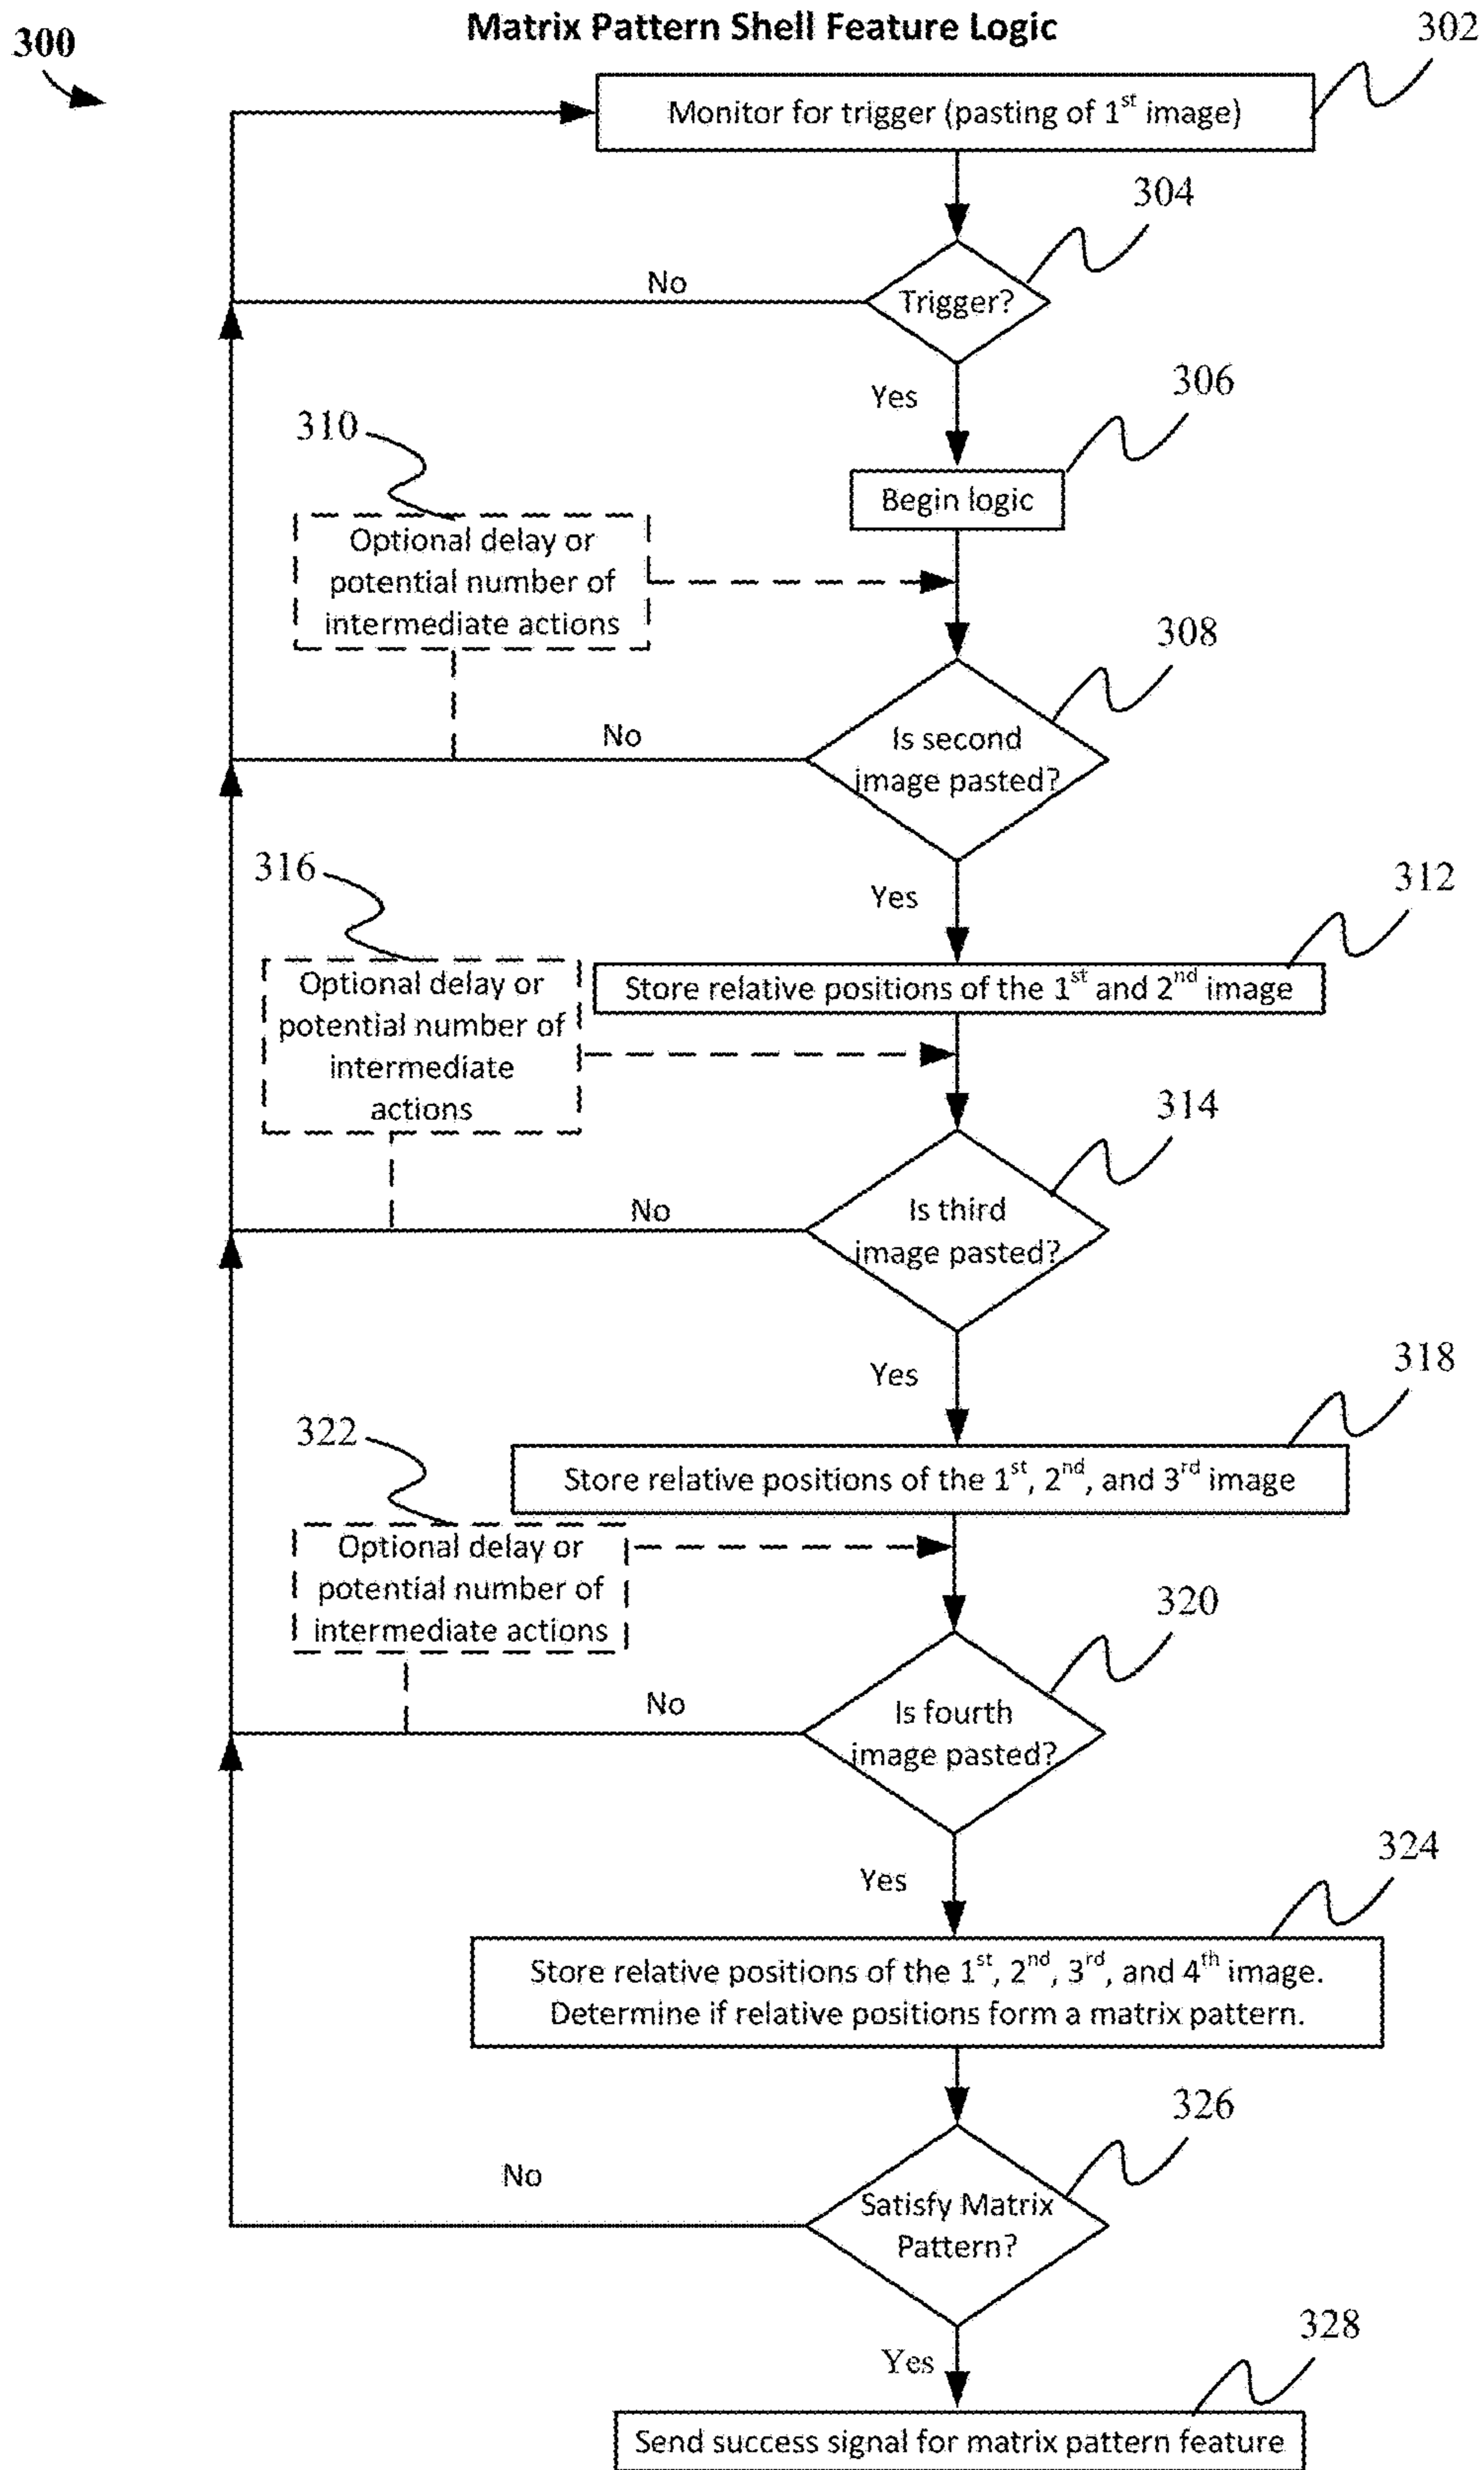 Matrix Pattern Shell Feature Logic
300
302
Monitor for trigger (pasting of 1st image)
304
Trigger?
No
Yes
306
Begin logic
310
Optional delay or
potential number of
intermediate actions
308
Is second
image pasted?
No
Yes
312
Store relative positions of the 1st and 2nd image
316
Optional delay or
potential number of
intermediate
actions
314
Is third
image pasted?
No
Yes
318
Store relative positions of the 1st, 2nd, and 3rd image
322
Optional delay or
potential number of
intermediate actions
320
Is fourth
image pasted?
No
Yes
324
Store relative positions of the 1st, 2nd, 3rd, and 4th image.
Determine if relative positions form a matrix pattern.
326
Satisfy Matrix
Pattern?
No
Yes
328
Send success signal for matrix pattern feature